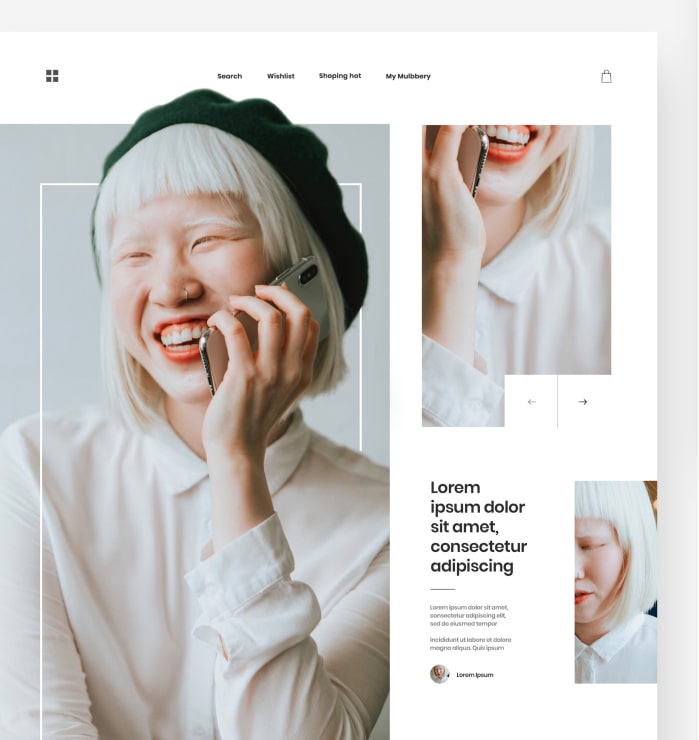 Search
Wishlist
Shoping hot
My Mulbbery
Lorem
ipsum dolor
sit amet,
consectetur
adipiscing
Lorem ipsum dolor sit amet,
consectetur adipiscing elit,
sed do eiusmod tempor
Incididunt ut labore et dolore
magna aliqua. Quis ipsum
Lorem Ipsum